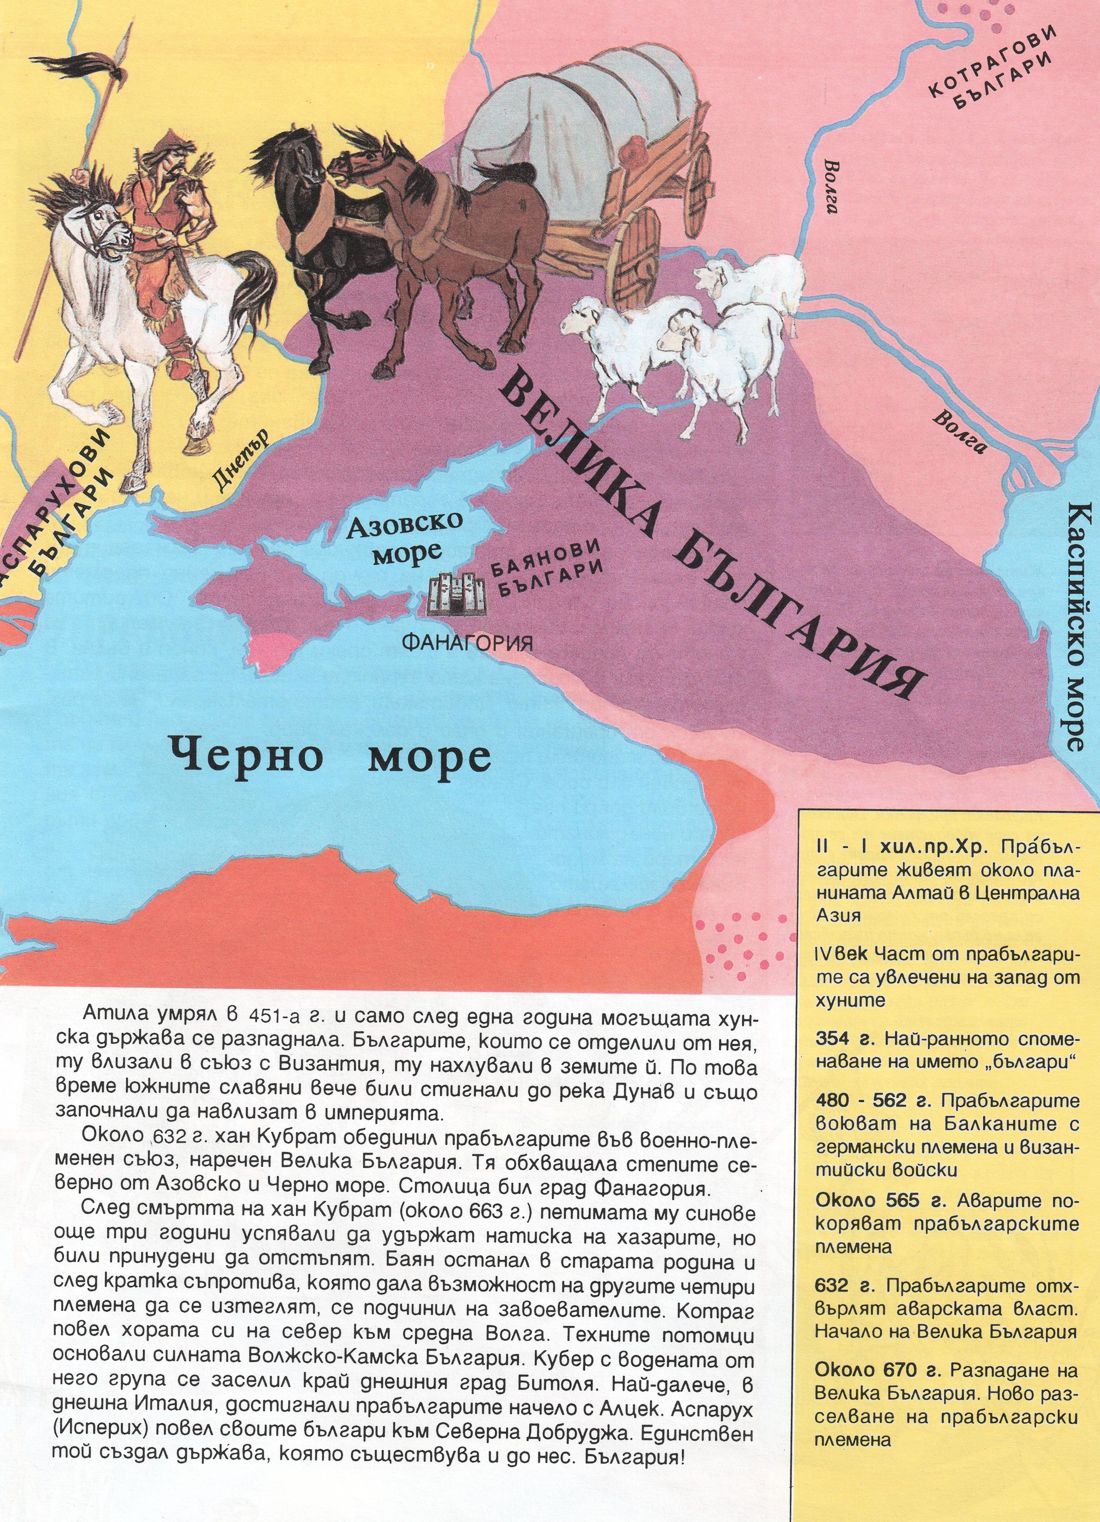 КОТРАГОВИ
БЪЛГАРИ
Волга
Волга
ВЕЛИКА БЪЛГАРИЯ
Днепър
АСПАРУХОВИ
БЪЛГАРИ
Азовско
море
БАЯНОВИ
БЪЛГАРИ
ФАНАГОРИЯ
Каспийско море
Черно море
II - I хил.пр.Хр. Пра́бъл-
гарите живеят около пла-
нината Алтай в Централна
Азия
IV век Част от прабългари-
те са увлечени на запад от
хуните
354 г. Най-ранното споме-
наване на името „българи“
480 - 562 г. Прабългарите
воюват на Балканите с
германски племена и визан-
тийски войски
Около 565 г. Аварите по-
коряват прабългарските
племена
632 г. Прабългарите отх-
върлят аварската власт.
Начало на Велика България
Около 670 г. Разпадане на
Велика България. Ново раз-
селване на прабългарски
племена
Атила умрял в 451-а г. и само след една година могъщата хун-
ска държава се разпаднала. Българите, които се отделили от нея,
ту влизали в съюз с Византия, ту нахлували в земите й. По това
време южните славяни вече били стигнали до река Дунав и също
започнали да навлизат в империята.
Около 632 г. хан Кубрат обединил прабългарите във военно-пле-
менен съюз, наречен Велика България. Тя обхващала степите се-
верно от Азовско и Черно море. Столица бил град Фанагория.
След смъртта на хан Кубрат (около 663 г.) петимата му синове
още три години успявали да удържат натиска на хазарите, но
били принудени да отстъпят. Баян останал в старата родина и
след кратка съпротива, която дала възможност на другите четири
племена да се изтеглят, се подчинил на завоевателите. Котраг
повел хората си на север към средна Волга. Техните потомци
основали силната Волжско-Камска България. Кубер с водената от
него група се заселил край днешния град Битоля. Най-далече, в
днешна Италия, достигнали прабългарите начело с Алцек. Аспарух
(Исперих) повел своите българи към Северна Добруджа. Единствен
той създал държава, която съществува и до нес. България!